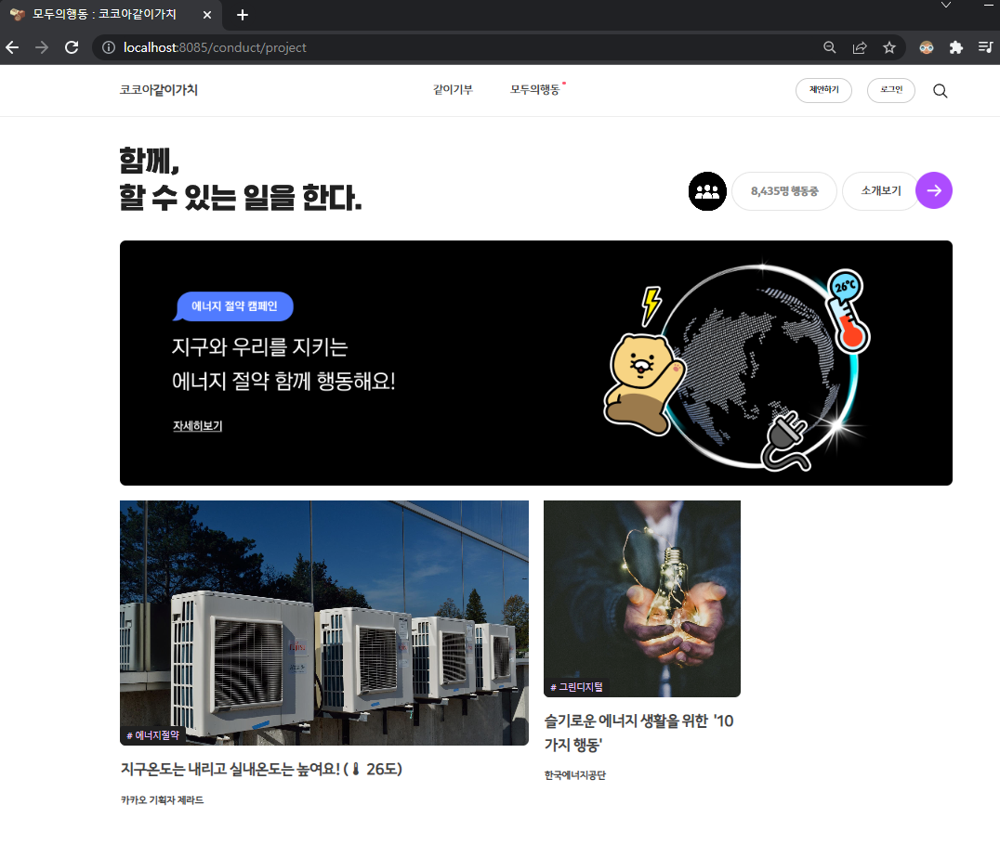 모두의행동 : 코코아같이가치
localhost:8085/conduct/project
코코아같이가치
같이기부
모두의행동
제안하기
로그인
함께,
할 수 있는 일을 한다.
8,435명 행동중
소개보기
에너지 절약 캠페인
지구와 우리를 지키는
에너지 절약 함께 행동해요!
자세히보기
26℃
# 에너지절약
지구온도는 내리고 실내온도는 높여요! (🌡 26도)
카카오 기획자 제라드
# 그린디지털
슬기로운 에너지 생활을 위한 '10
가지 행동'
한국에너지공단